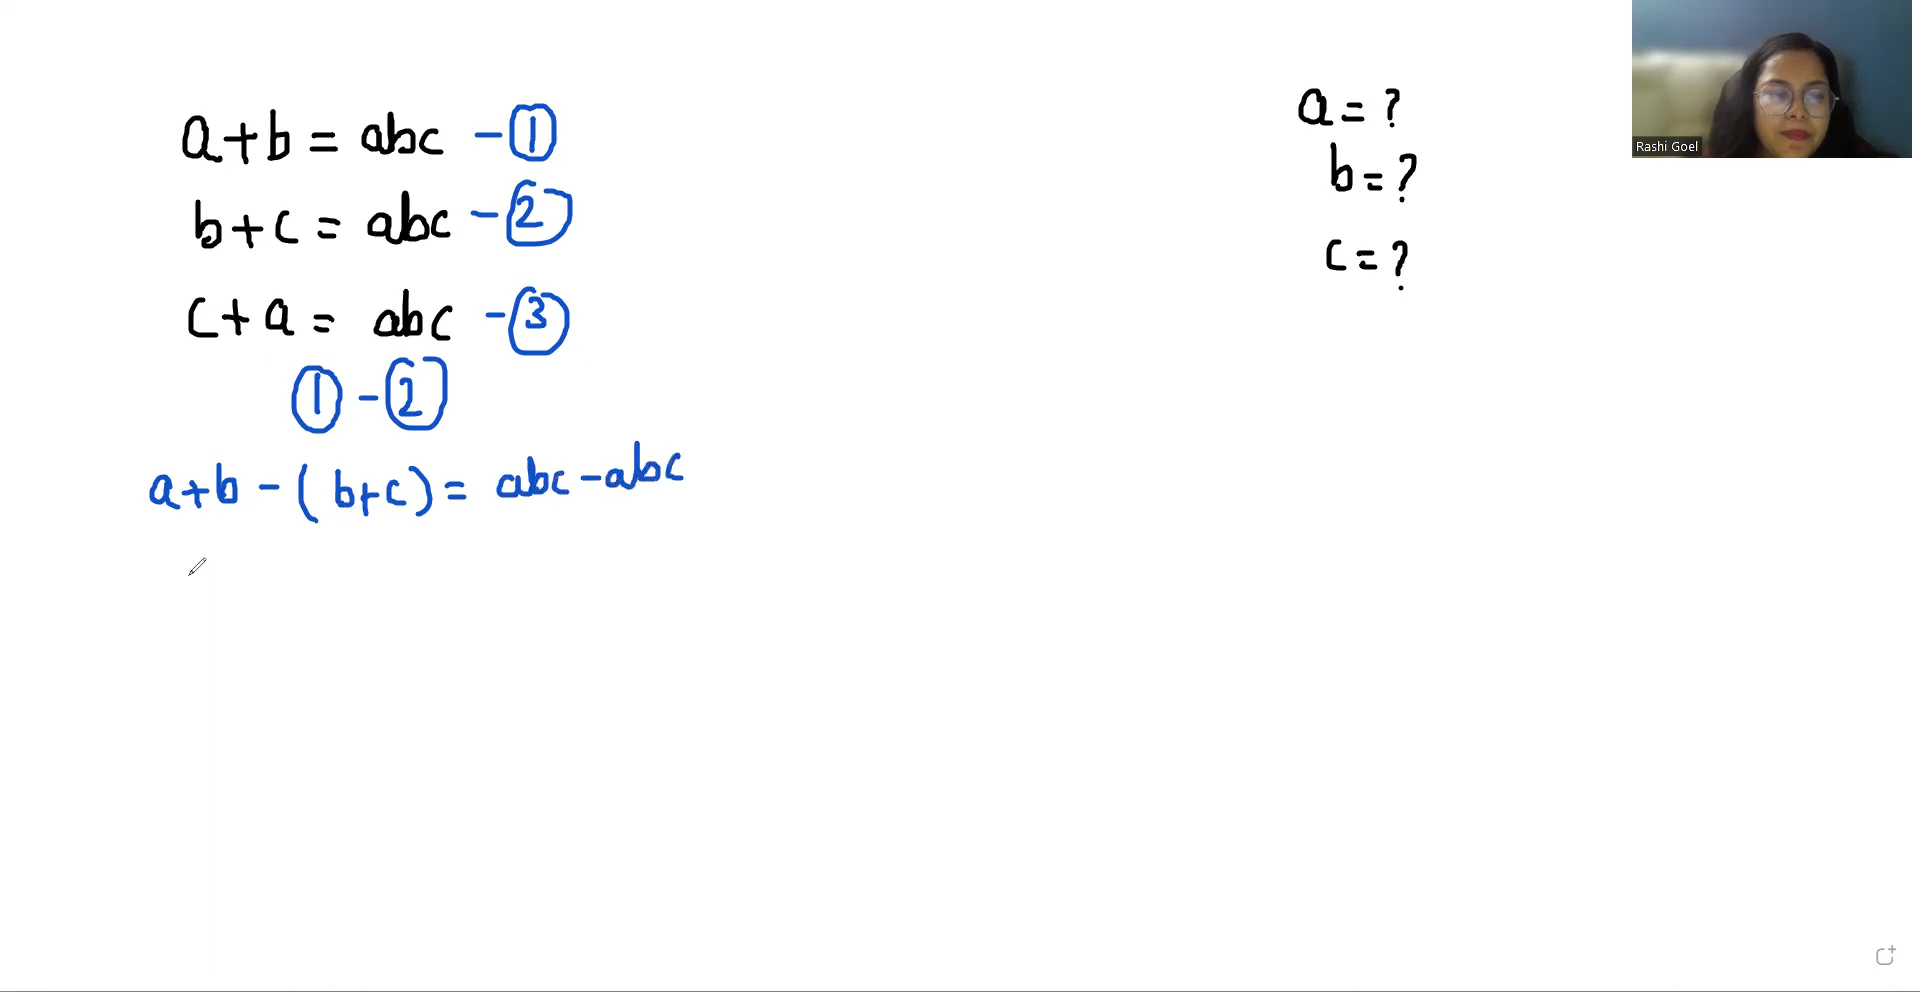 a+b = abc -①
b+c = abc -②
c+a = abc -③
① - ②
a+b - (b+c) = abc - abc
a = ?
b = ?
c = ?
Rashi Goel